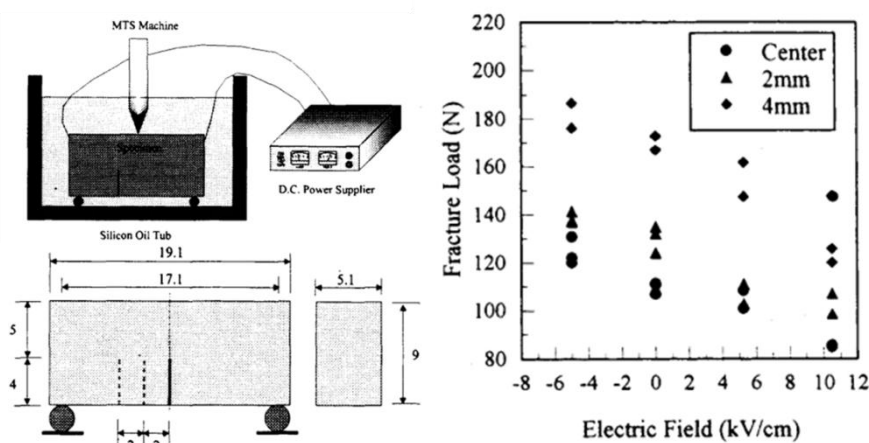 MTS Machine
Specimen
D.C. Power Supplier
Silicon Oil Tub
19.1
17.1
5.1
5
4
9
2 2
Fracture Load (N)
220
200
180
160
140
120
100
80
Center
2mm
4mm
-8 -6 -4 -2 0 2 4 6 8 10 12
Electric Field (kV/cm)